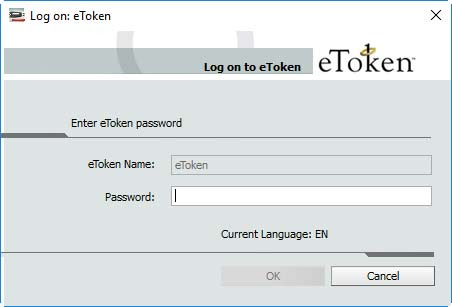 Log on: eToken
Log on to eToken
eToken™
Enter eToken password
eToken Name: eToken
Password:
Current Language: EN
OK Cancel